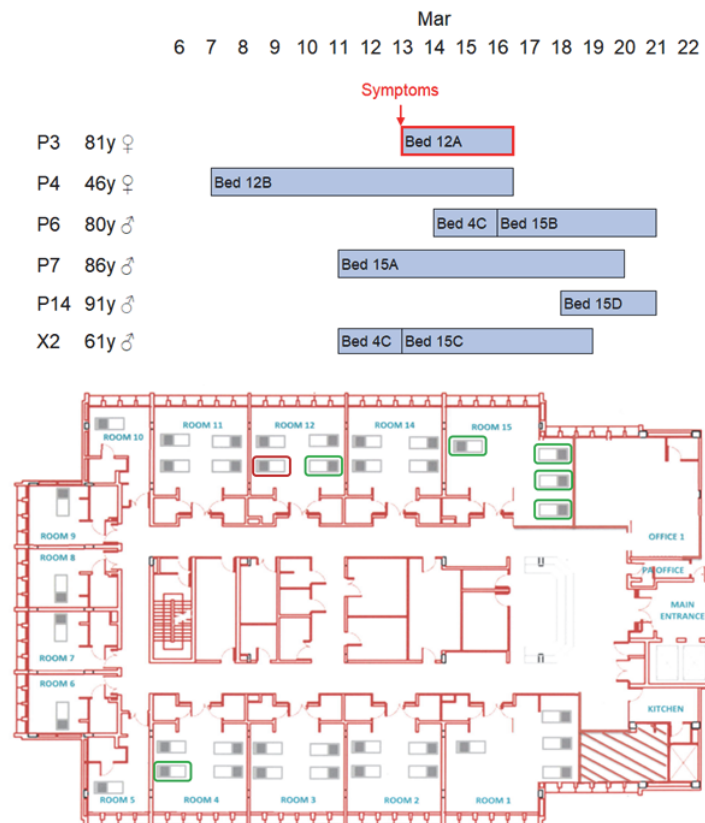 Mar
6 7 8 9 10 11 12 13 14 15 16 17 18 19 20 21 22
Symptoms
P3 81y ♀ Bed 12A
P4 46y ♀ Bed 12B
P6 80y ♂ Bed 4C Bed 15B
P7 86y ♂ Bed 15A
P14 91y ♂ Bed 15D
X2 61y ♂ Bed 4C Bed 15C
ROOM 10
ROOM 11
ROOM 12
ROOM 14
ROOM 15
ROOM 9
OFFICE 1
ROOM 8
PA OFFICE
MAIN
ENTRANCE
ROOM 7
ROOM 6
KITCHEN
ROOM 5
ROOM 4
ROOM 3
ROOM 2
ROOM 1